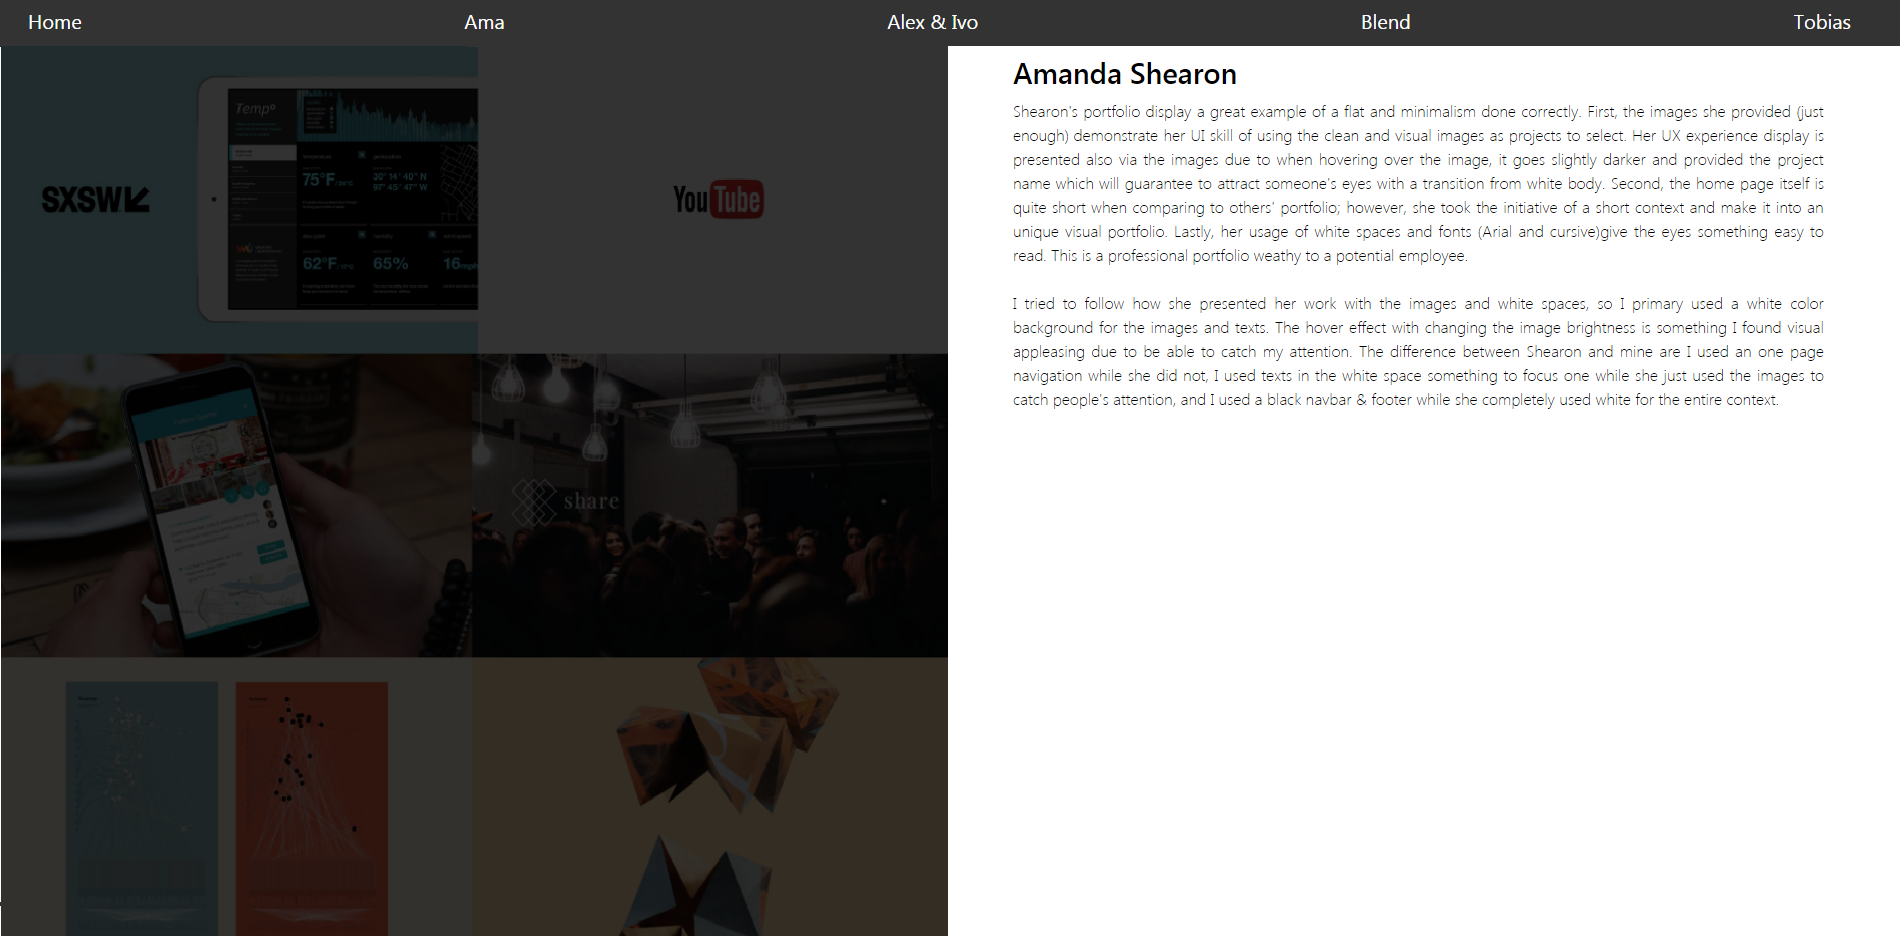 Home
Ama
Alex & Ivo
Blend
Tobias
SXSW
Tempº
temperature
75°F/24°C
30° 14' 40" N
97° 45' 47" W
62°F
humidity
65%
16mph
YouTube
share
Amanda Shearon
Shearon's portfolio display a great example of a flat and minimalism done correctly. First, the images she provided (just
enough) demonstrate her UI skill of using the clean and visual images as projects to select. Her UX experience display is
presented also via the images due to when hovering over the image, it goes slightly darker and provided the project
name which will guarantee to attract someone's eyes with a transition from white body. Second, the home page itself is
quite short when comparing to others' portfolio; however, she took the initiative of a short context and make it into an
unique visual portfolio. Lastly, her usage of white spaces and fonts (Arial and cursive)give the eyes something easy to
read. This is a professional portfolio weathy to a potential employee.
I tried to follow how she presented her work with the images and white spaces, so I primary used a white color
background for the images and texts. The hover effect with changing the image brightness is something I found visual
appleasing due to be able to catch my attention. The difference between Shearon and mine are I used an one page
navigation while she did not, I used texts in the white space something to focus one while she just used the images to
catch people's attention, and I used a black navbar & footer while she completely used white for the entire context.